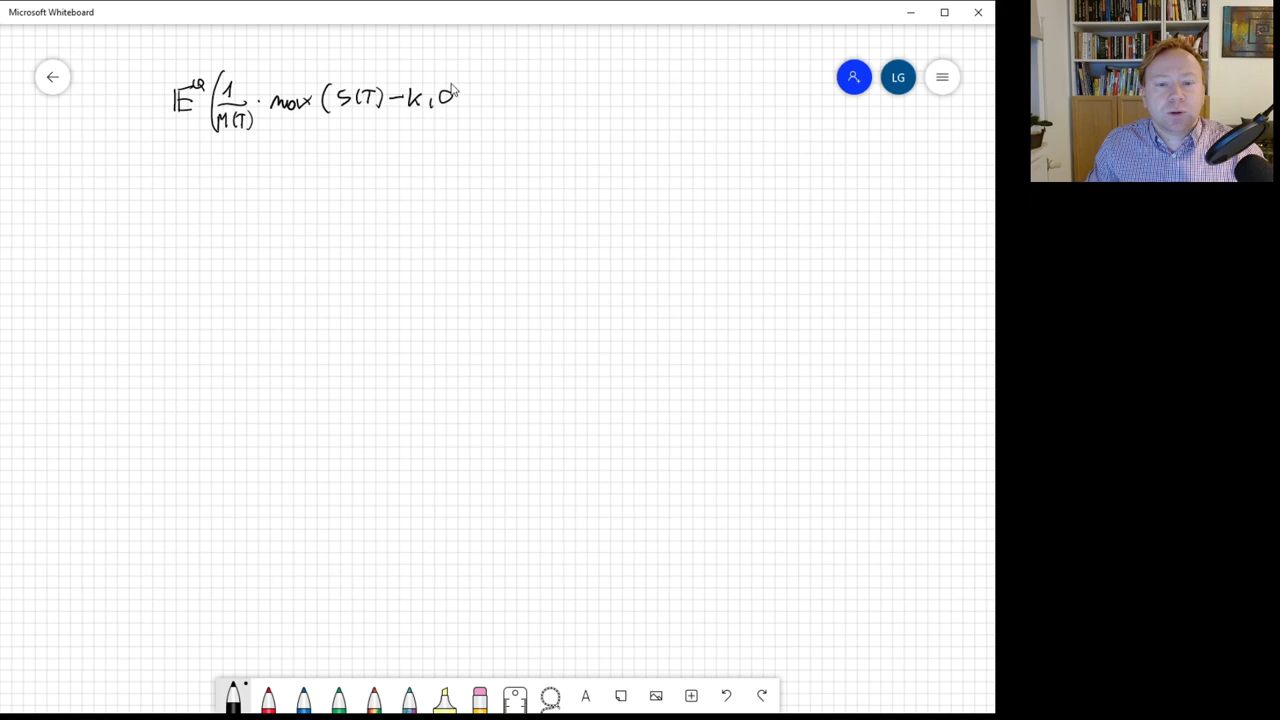 Microsoft Whiteboard
LG
𝔼^Q (1/M(T) · max (S(T) − K, 0
A